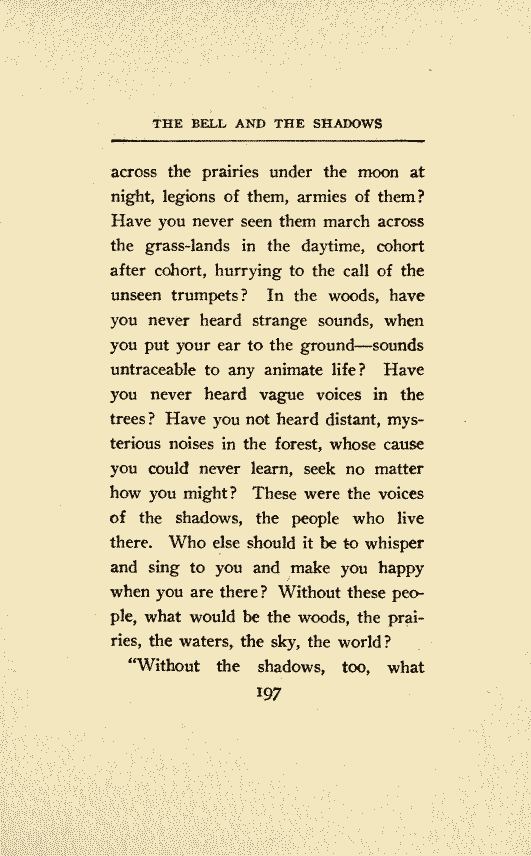 THE BELL AND THE SHADOWS
across the prairies under the moon at
night, legions of them, armies of them?
Have you never seen them march across
the grass-lands in the daytime, cohort
after cohort, hurrying to the call of the
unseen trumpets? In the woods, have
you never heard strange sounds, when
you put your ear to the ground—sounds
untraceable to any animate life? Have
you never heard vague voices in the
trees? Have you not heard distant, mys-
terious noises in the forest, whose cause
you could never learn, seek no matter
how you might? These were the voices
of the shadows, the people who live
there. Who else should it be to whisper
and sing to you and make you happy
when you are there? Without these peo-
ple, what would be the woods, the prai-
ries, the waters, the sky, the world?
“Without the shadows, too, what
197